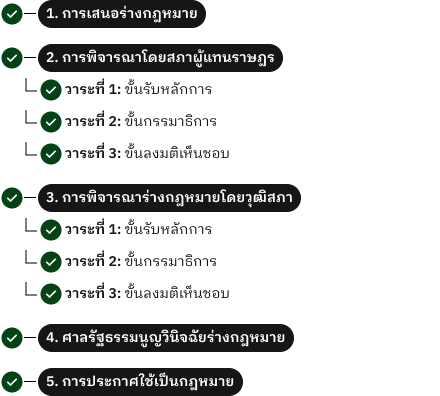 1. การเสนอร่างกฎหมาย
2. การพิจารณาโดยสภาผู้แทนราษฎร
วาระที่ 1: ขั้นรับหลักการ
วาระที่ 2: ขั้นกรรมาธิการ
วาระที่ 3: ขั้นลงมติเห็นชอบ
3. การพิจารณาร่างกฎหมายโดยวุฒิสภา
วาระที่ 1: ขั้นรับหลักการ
วาระที่ 2: ขั้นกรรมาธิการ
วาระที่ 3: ขั้นลงมติเห็นชอบ
4. ศาลรัฐธรรมนูญวินิจฉัยร่างกฎหมาย
5. การประกาศใช้เป็นกฎหมาย